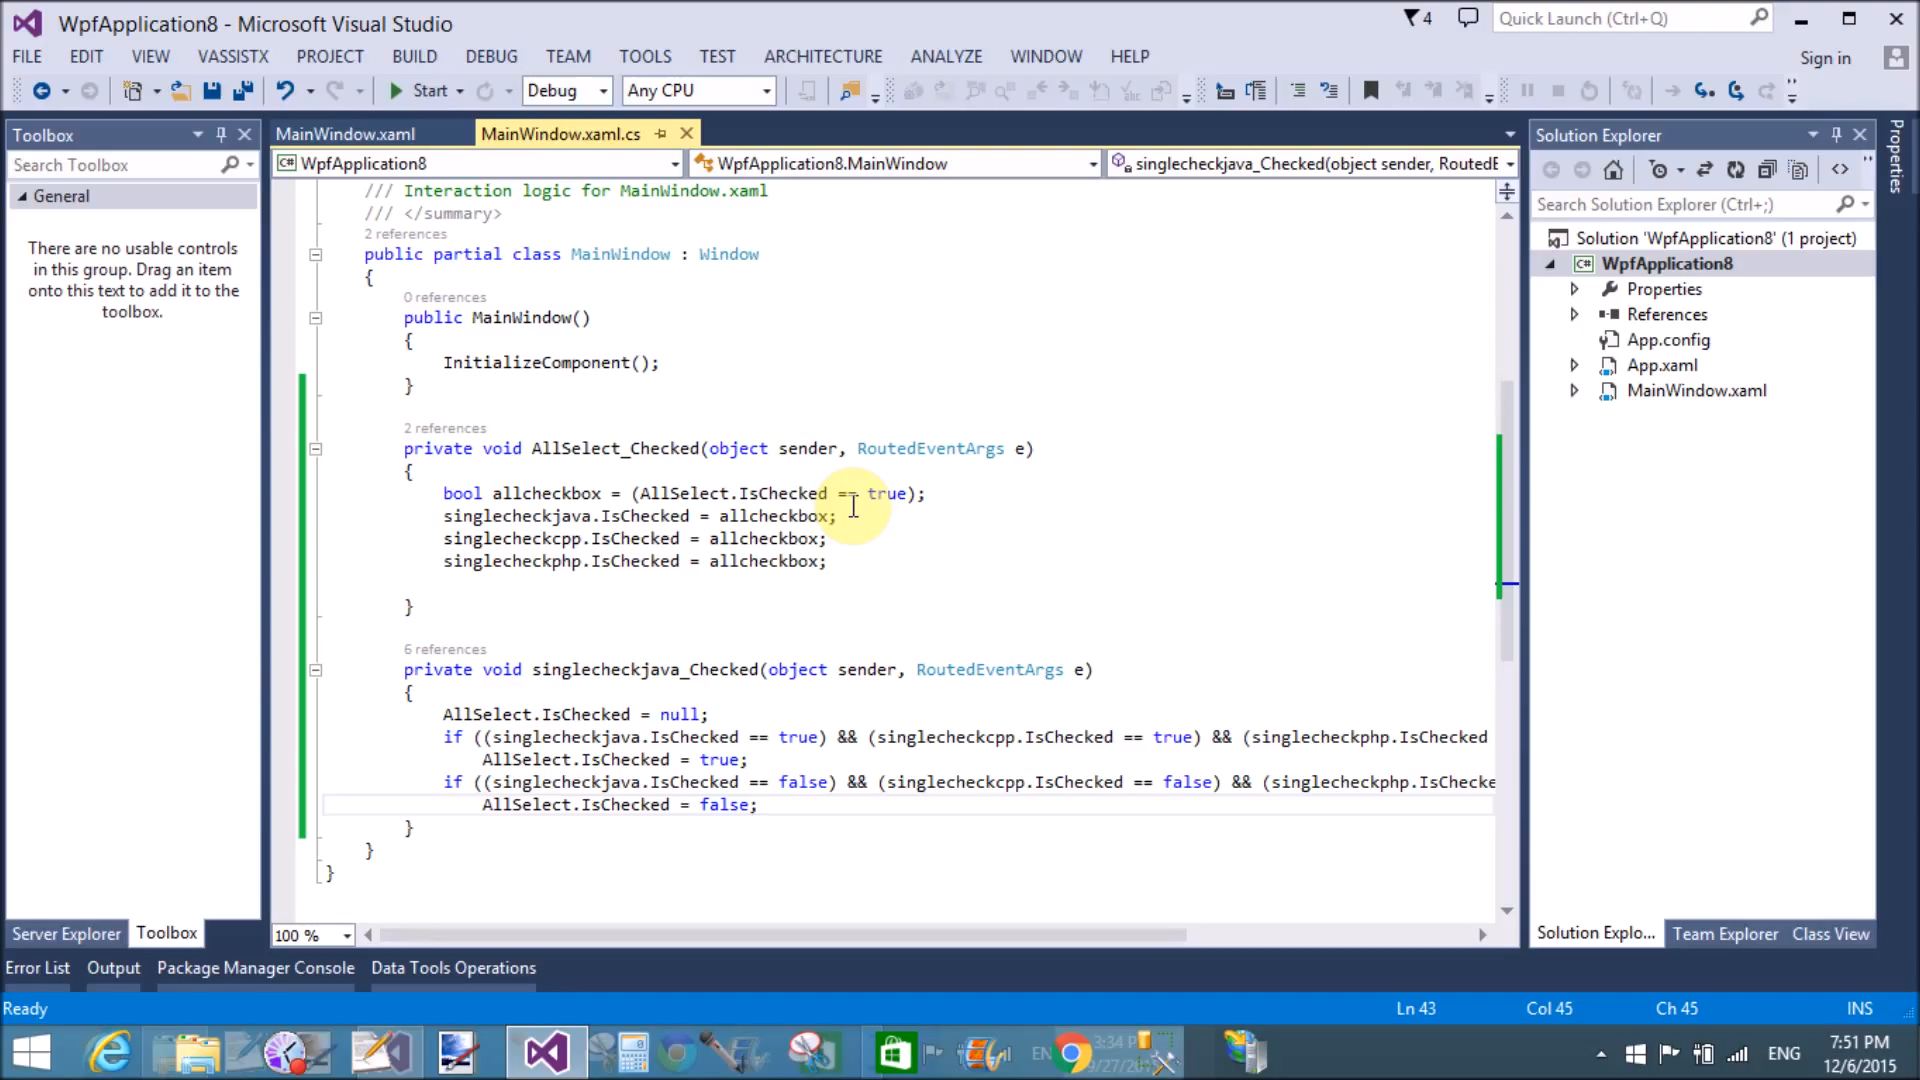 WpfApplication8 - Microsoft Visual Studio
4
Quick Launch (Ctrl+Q)
FILE EDIT VIEW VASSISTX PROJECT BUILD DEBUG TEAM TOOLS TEST ARCHITECTURE ANALYZE WINDOW HELP
Sign in
Start
Debug
Any CPU
Toolbox
Search Toolbox
General
There are no usable controls
in this group. Drag an item
onto this text to add it to the
toolbox.
Server Explorer
Toolbox
MainWindow.xaml
MainWindow.xaml.cs
WpfApplication8
WpfApplication8.MainWindow
singlecheckjava_Checked(object sender, RoutedE
/// Interaction logic for MainWindow.xaml
/// </summary>
2 references
public partial class MainWindow : Window
{
0 references
public MainWindow()
{
InitializeComponent();
}
2 references
private void AllSelect_Checked(object sender, RoutedEventArgs e)
{
bool allcheckbox = (AllSelect.IsChecked == true);
singlecheckjava.IsChecked = allcheckbox;
singlecheckcpp.IsChecked = allcheckbox;
singlecheckphp.IsChecked = allcheckbox;
}
6 references
private void singlecheckjava_Checked(object sender, RoutedEventArgs e)
{
AllSelect.IsChecked = null;
if ((singlecheckjava.IsChecked == true) && (singlecheckcpp.IsChecked == true) && (singlecheckphp.IsChecked
AllSelect.IsChecked = true;
if ((singlecheckjava.IsChecked == false) && (singlecheckcpp.IsChecked == false) && (singlecheckphp.IsChecke
AllSelect.IsChecked = false;
}
}
}
100 %
Solution Explorer
Search Solution Explorer (Ctrl+;)
Solution 'WpfApplication8' (1 project)
C# WpfApplication8
Properties
References
App.config
App.xaml
MainWindow.xaml
Solution Explo...
Team Explorer
Class View
Properties
Error List
Output
Package Manager Console
Data Tools Operations
Ready
Ln 43
Col 45
Ch 45
INS
EN
3:34 P
9/27/20
ENG
7:51 PM
12/6/2015